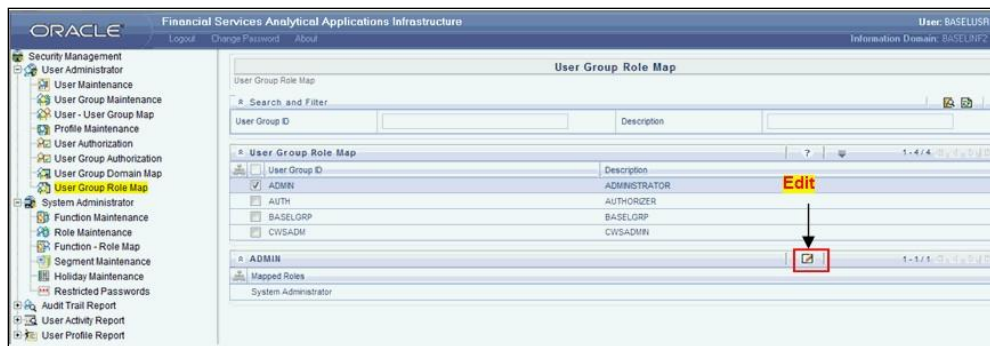 ORACLE
Financial Services Analytical Applications Infrastructure
User: BASELUSR
Logout Change Password About
Information Domain: BASELINF2
Security Management
User Administrator
User Maintenance
User Group Maintenance
User - User Group Map
Profile Maintenance
User Authorization
User Group Authorization
User Group Domain Map
User Group Role Map
System Administrator
Function Maintenance
Role Maintenance
Function - Role Map
Segment Maintenance
Holiday Maintenance
Restricted Passwords
Audit Trail Report
User Activity Report
User Profile Report
User Group Role Map
User Group Role Map
Search and Filter
User Group ID Description
User Group Role Map ? 1 - 4 / 4
User Group ID Description
ADMIN ADMINISTRATOR
AUTH AUTHORIZER
BASELGRP BASELGRP
CWSADM CWSADMIN
Edit
ADMIN 1 - 1 / 1
Mapped Roles
System Administrator